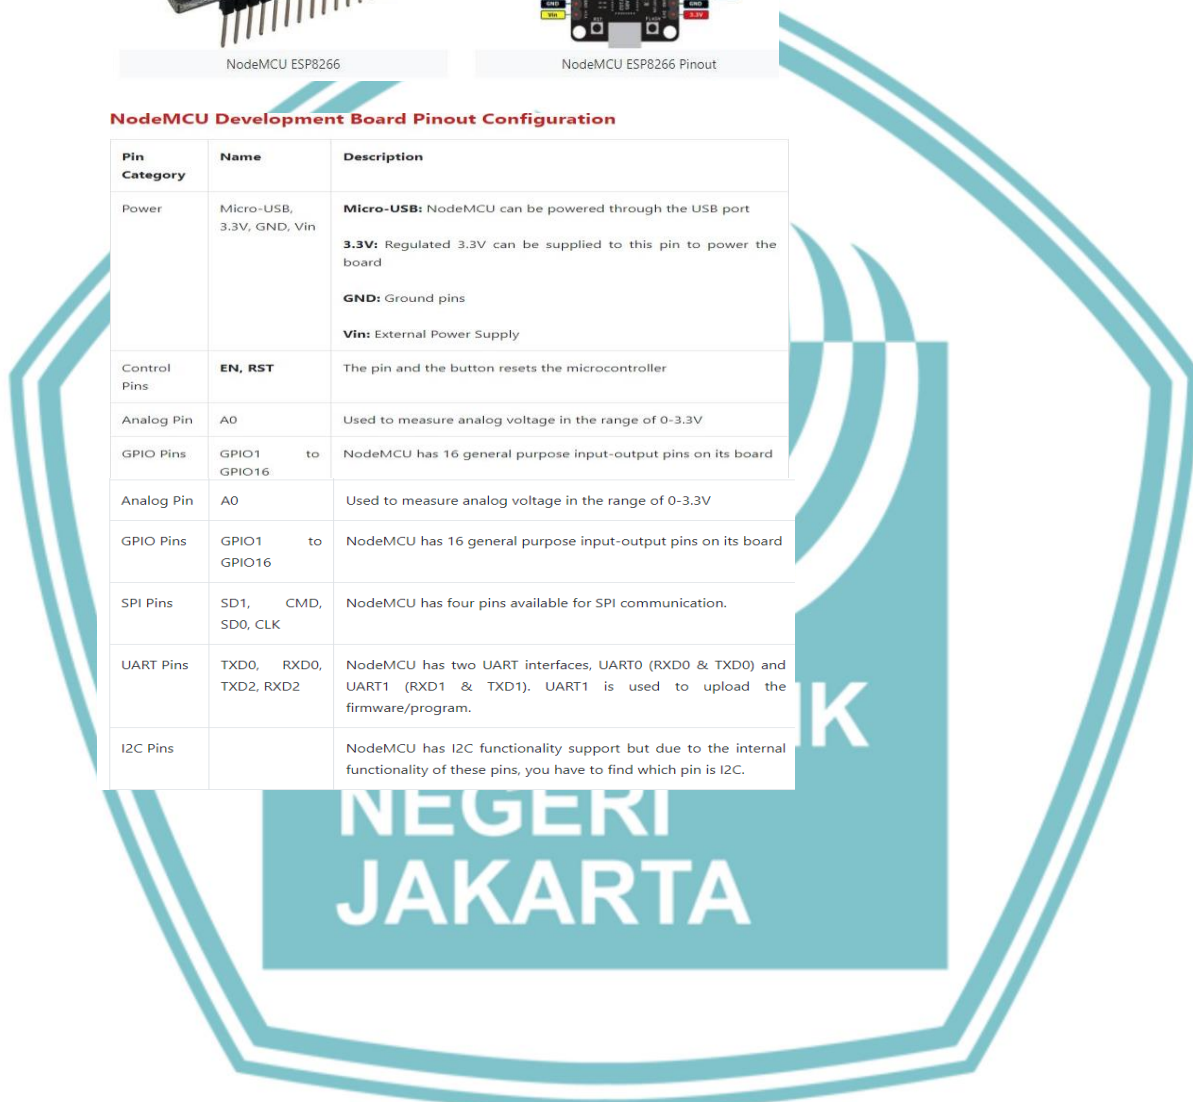 GND
Vin
RST
FLASH
GND
3.3V
NodeMCU ESP8266
NodeMCU ESP8266 Pinout
NodeMCU Development Board Pinout Configuration
Pin Category
Name
Description
Power
Micro-USB,
3.3V, GND, Vin
Micro-USB: NodeMCU can be powered through the USB port
3.3V: Regulated 3.3V can be supplied to this pin to power the
board
GND: Ground pins
Vin: External Power Supply
Control
Pins
EN, RST
The pin and the button resets the microcontroller
Analog Pin
A0
Used to measure analog voltage in the range of 0-3.3V
GPIO Pins
GPIO1 to
GPIO16
NodeMCU has 16 general purpose input-output pins on its board
Analog Pin
A0
Used to measure analog voltage in the range of 0-3.3V
GPIO Pins
GPIO1 to
GPIO16
NodeMCU has 16 general purpose input-output pins on its board
SPI Pins
SD1, CMD,
SD0, CLK
NodeMCU has four pins available for SPI communication.
UART Pins
TXD0, RXD0,
TXD2, RXD2
NodeMCU has two UART interfaces, UART0 (RXD0 & TXD0) and
UART1 (RXD1 & TXD1). UART1 is used to upload the
firmware/program.
I2C Pins
NodeMCU has I2C functionality support but due to the internal
functionality of these pins, you have to find which pin is I2C.
IK
NEGERI
JAKARTA